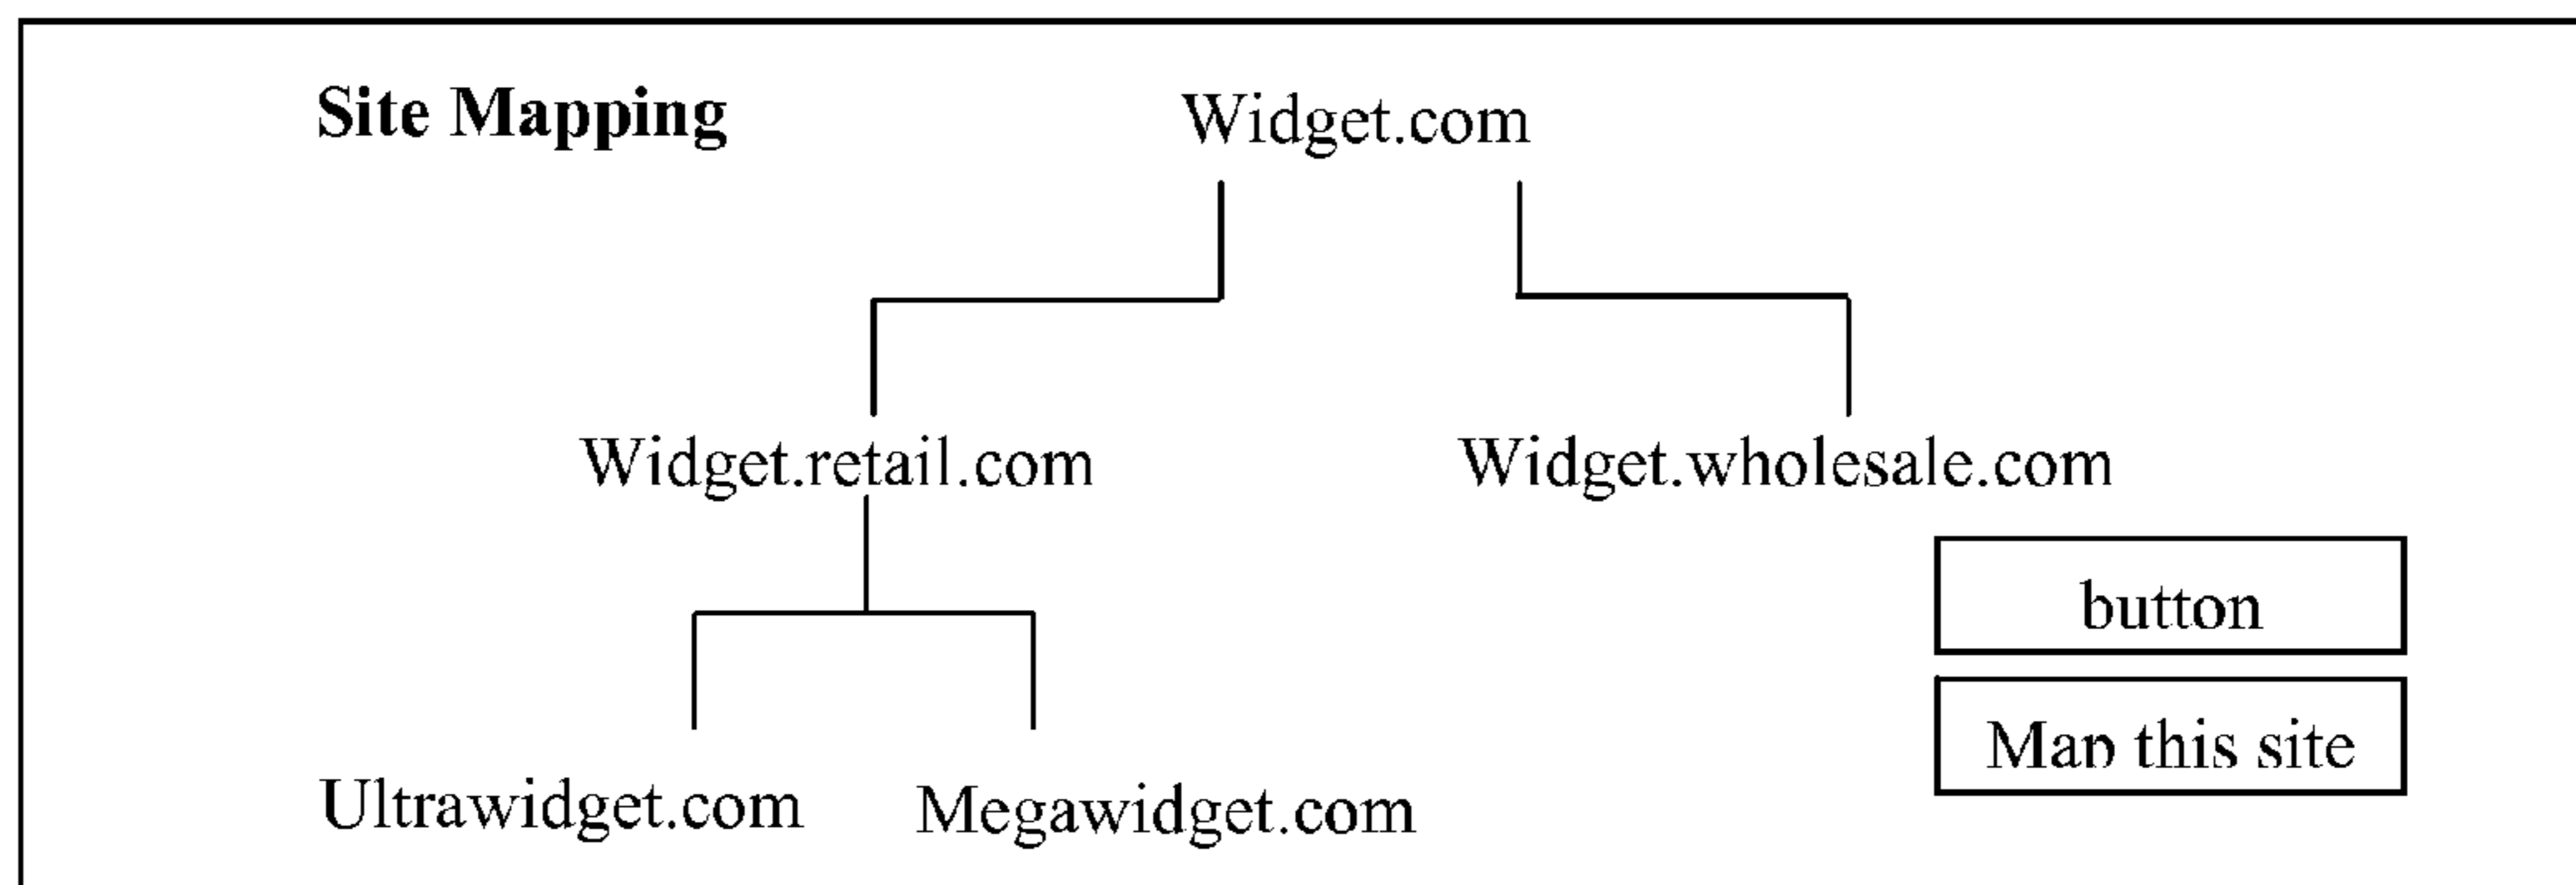 Site Mapping
Widget.com
Widget.retail.com
Widget.wholesale.com
button
Map this site
Ultrawidget.com
Megawidget.com